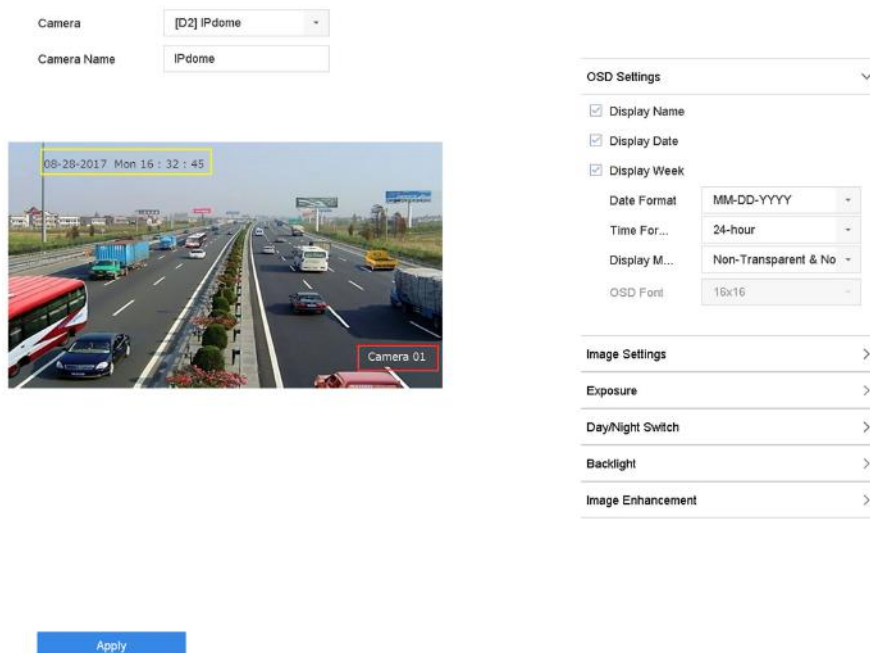 Camera
[D2] IPdome
Camera Name
IPdome
08-28-2017 Mon 16 : 32 : 45
Camera 01
OSD Settings
Display Name
Display Date
Display Week
Date Format
MM-DD-YYYY
Time For...
24-hour
Display M...
Non-Transparent & No
OSD Font
16x16
Image Settings
Exposure
Day/Night Switch
Backlight
Image Enhancement
Apply